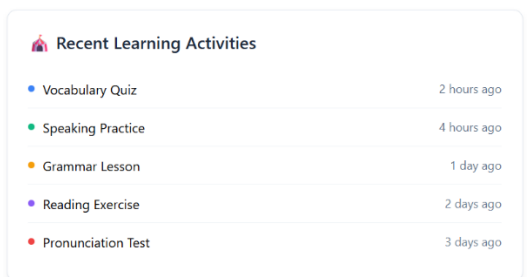 Recent Learning Activities
Vocabulary Quiz 2 hours ago
Speaking Practice 4 hours ago
Grammar Lesson 1 day ago
Reading Exercise 2 days ago
Pronunciation Test 3 days ago